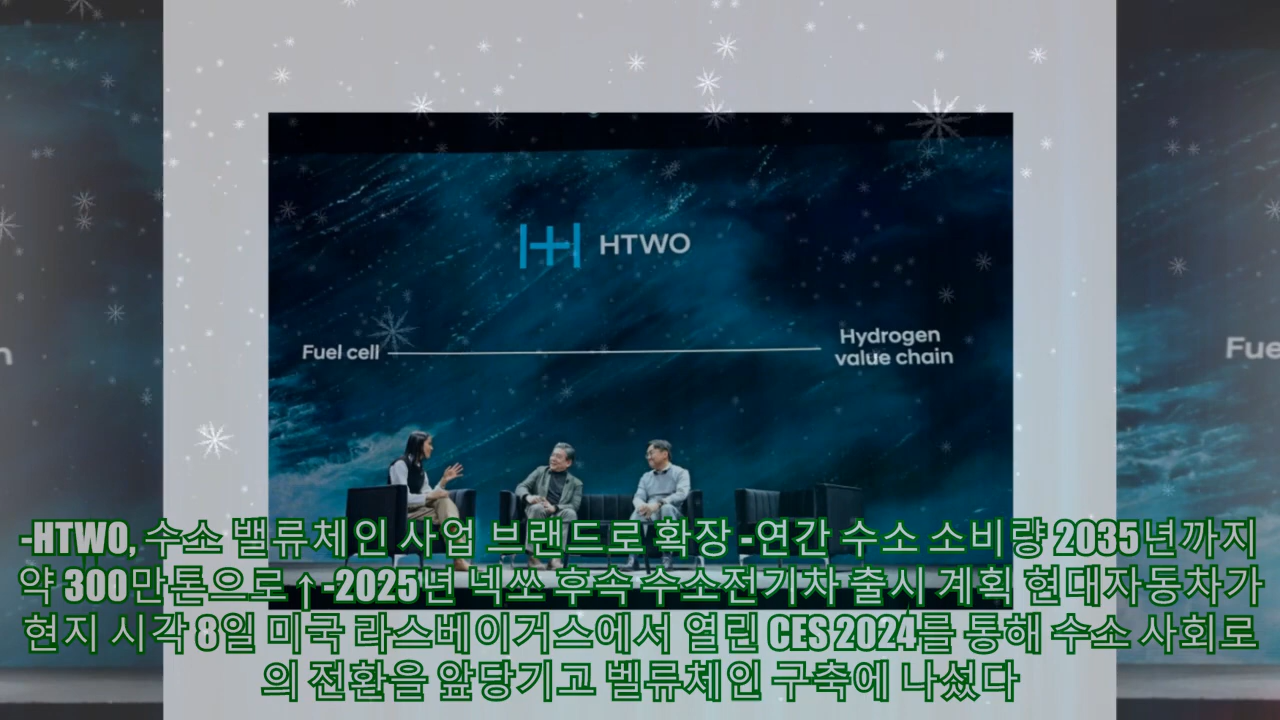 HTWO
Fuel cell
Hydrogen
value chain
n
Fue
-HTWO, 수소 밸류체인 사업 브랜드로 확장 -연간 수소 소비량 2035년까지
약 300만톤으로↑-2025년 넥쏘 후속 수소전기차 출시 계획 현대자동차가
현지 시각 8일 미국 라스베이거스에서 열린 CES 2024를 통해 수소 사회로
의 전환을 앞당기고 벨류체인 구축에 나섰다